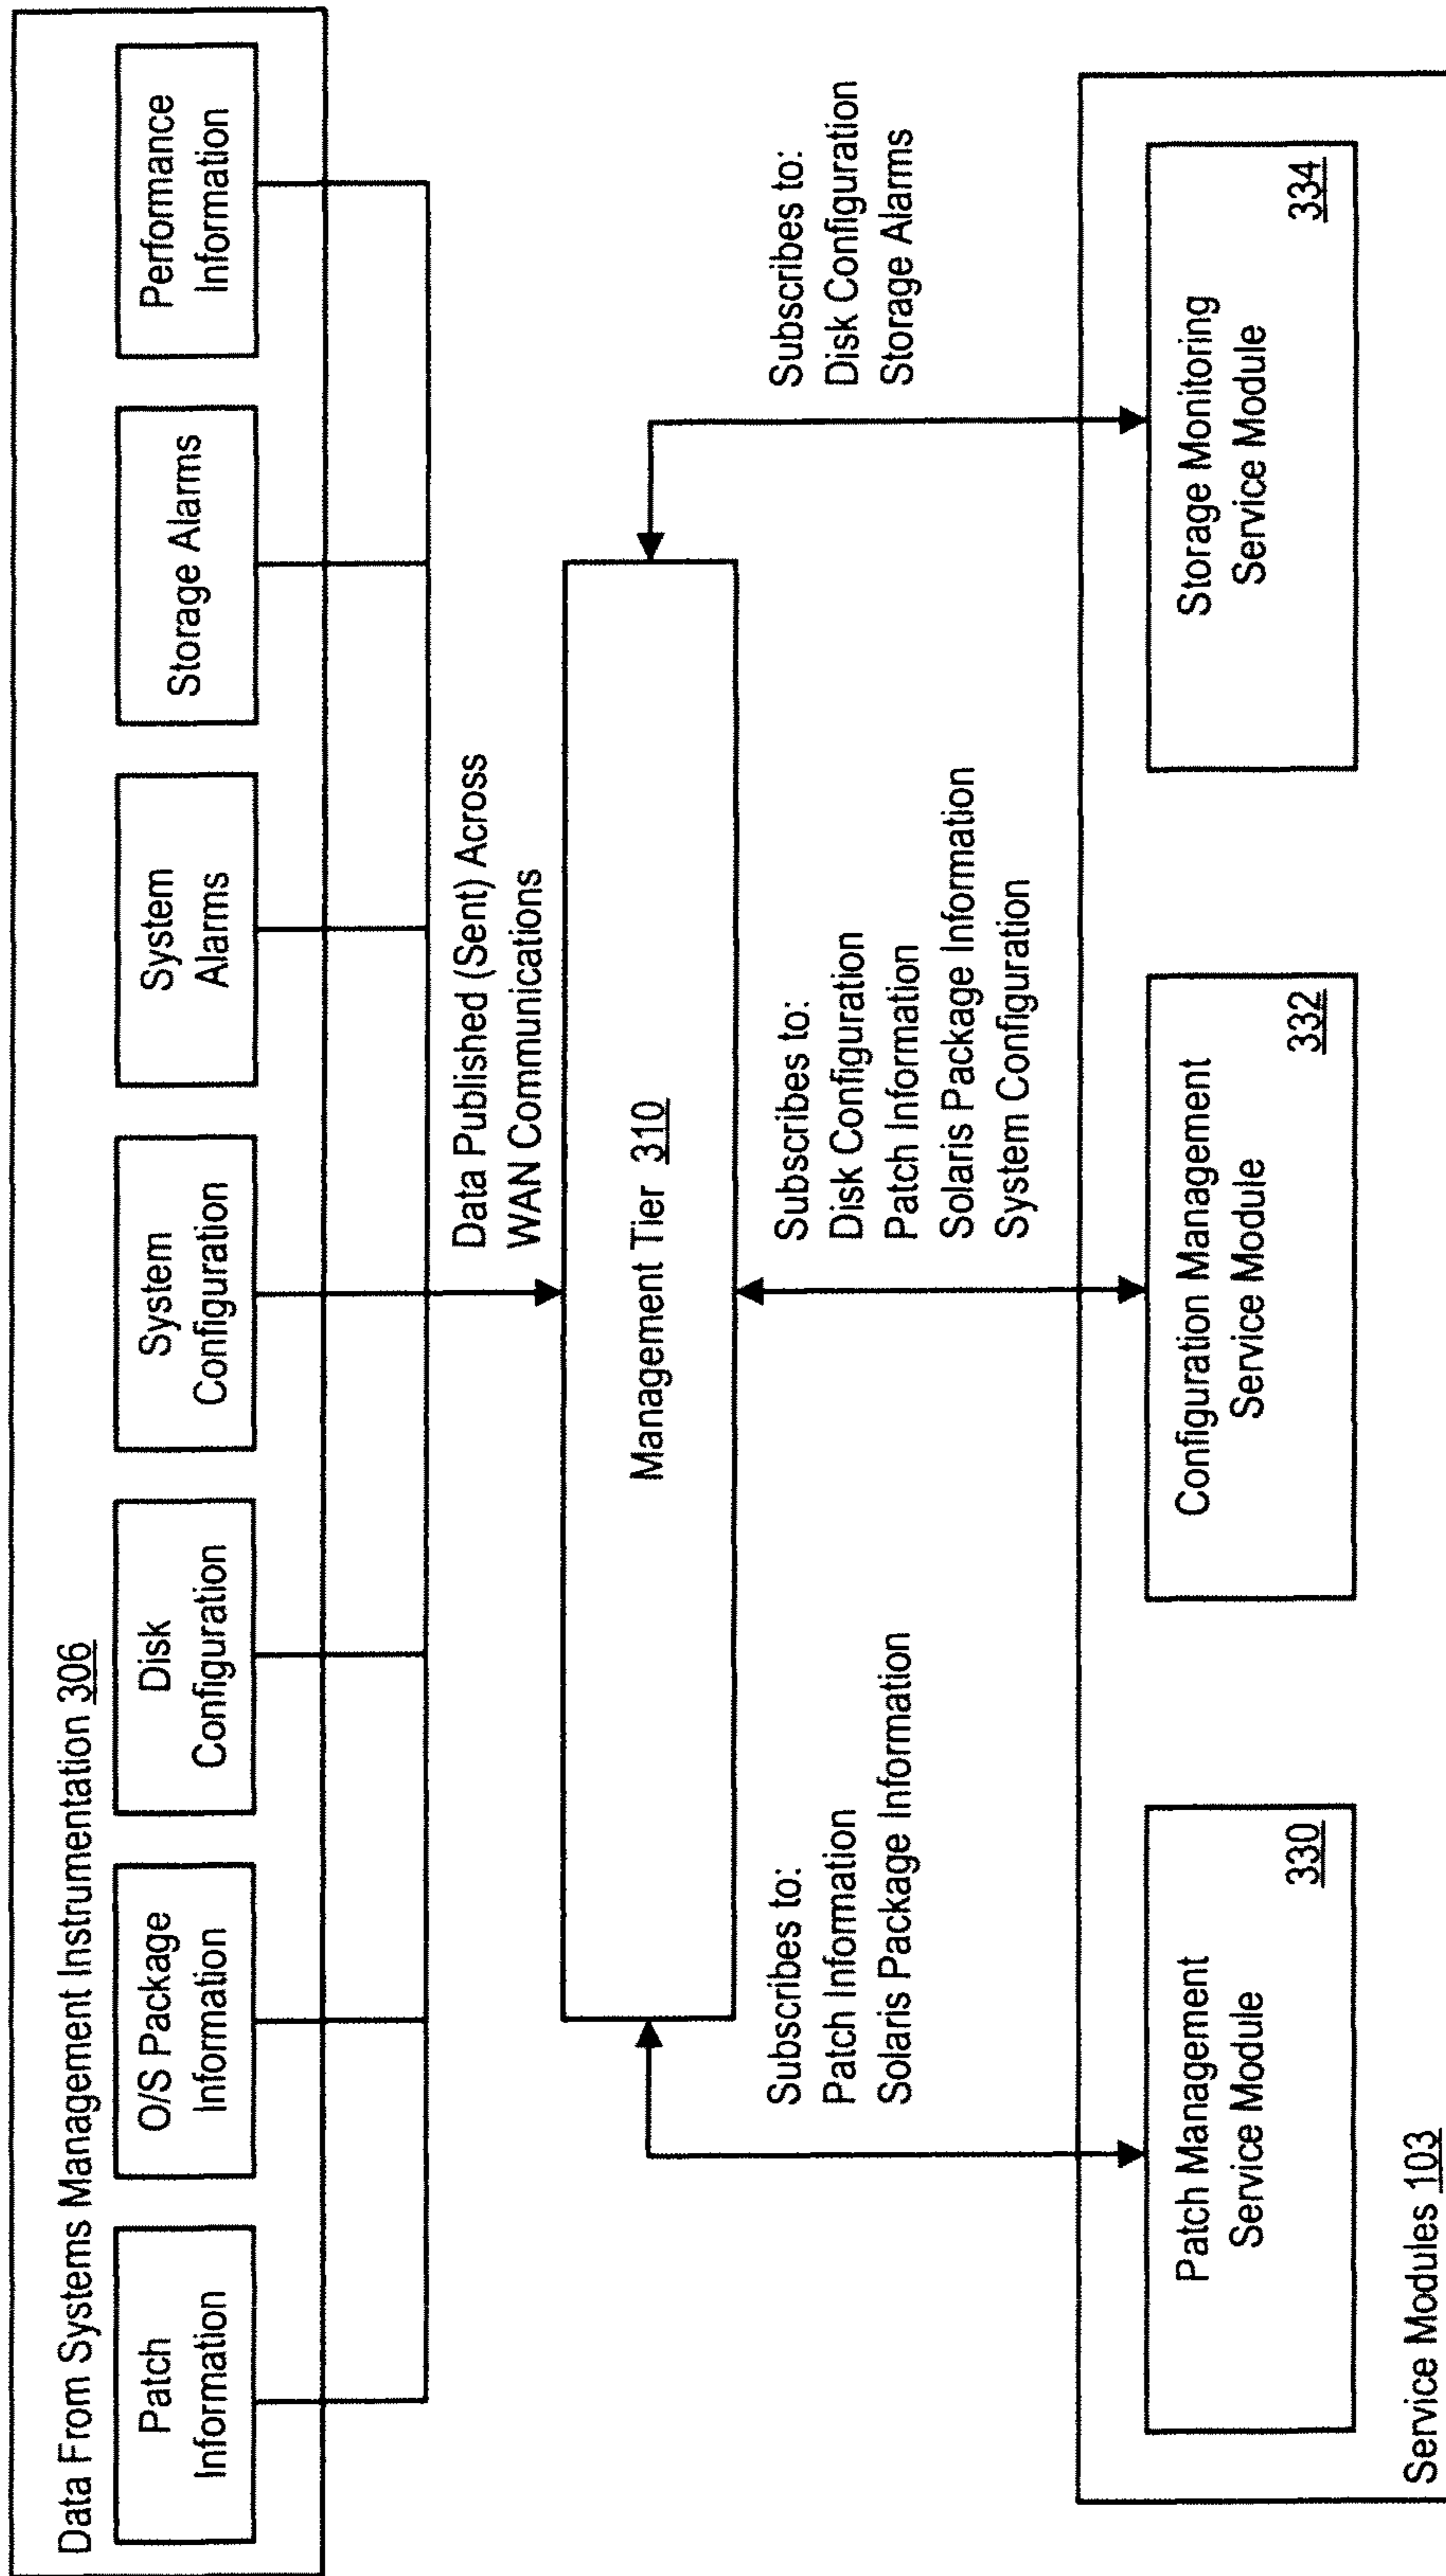 Data From Systems Management Instrumentation 306
Patch
Information
O/S Package
Information
Disk
Configuration
System
Configuration
System
Alarms
Storage Alarms
Performance
Information
Data Published (Sent) Across
WAN Communications
Management Tier 310
Subscribes to:
Patch Information
Solaris Package Information
Subscribes to:
Disk Configuration
Patch Information
Solaris Package Information
System Configuration
Subscribes to:
Disk Configuration
Storage Alarms
Patch Management
Service Module
330
Configuration Management
Service Module
332
Storage Monitoring
Service Module
334
Service Modules 103